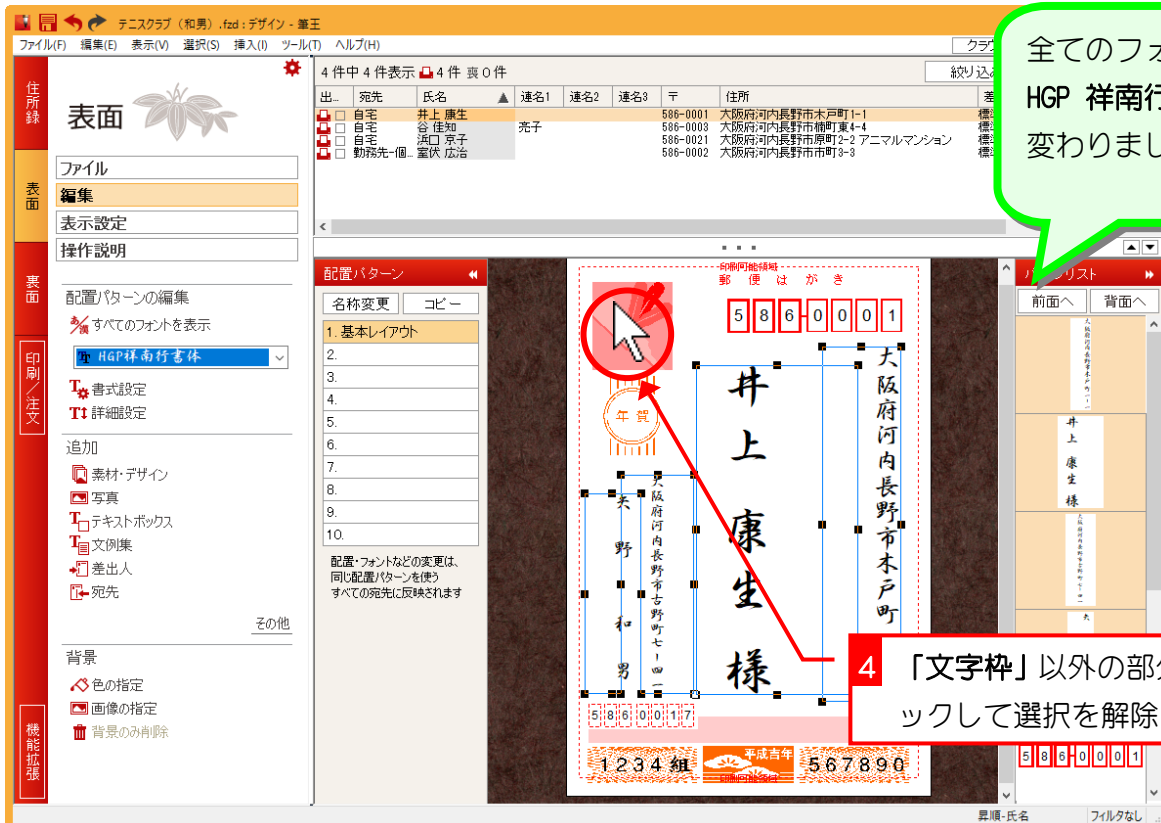 テニスクラブ（和男）.fzd : デザイン - 筆王
ファイル(F) 編集(E) 表示(V) 選択(S) 挿入(I) ツール(T) ヘルプ(H)
住所録
表面
裏面
印刷／注文
機能拡張
表面
ファイル
編集
表示設定
操作説明
配置パターンの編集
すべてのフォントを表示
HGP祥南行書体
書式設定
詳細設定
追加
素材・デザイン
写真
テキストボックス
文例集
差出人
宛先
その他
背景
色の指定
画像の指定
背景のみ削除
4 件中 4 件表示 4 件 喪 0 件
出... 宛先 氏名 連名1 連名2 連名3 〒 住所
自宅 井上 康生 586-0001 大阪府河内長野市木戸町1-1
自宅 谷 佳知 亮子 586-0003 大阪府河内長野市楠町東4-4
自宅 浜口 京子 586-0021 大阪府河内長野市原町2-2 アニマルマンション
勤務先-個... 室伏 広治 586-0002 大阪府河内長野市市町3-3
配置パターン
名称変更 コピー
1. 基本レイアウト
2.
3.
4.
5.
6.
7.
8.
9.
10.
配置・フォントなどの変更は、
同じ配置パターンを使う
すべての宛先に反映されます
印刷可能領域
郵便はがき
586-0001
大阪府河内長野市木戸町
井上 康生 様
年賀
大阪府河内長野市古野町七ー四一
矢野 和男
5860017
1234組
平成吉年
567890
印刷可能領域
全てのフォ
HGP 祥南行
変わりまし
前面へ 背面へ
井上 康生 様
4 「文字枠」以外の部分
ックして選択を解除
586-0001
昇順-氏名 フィルタなし